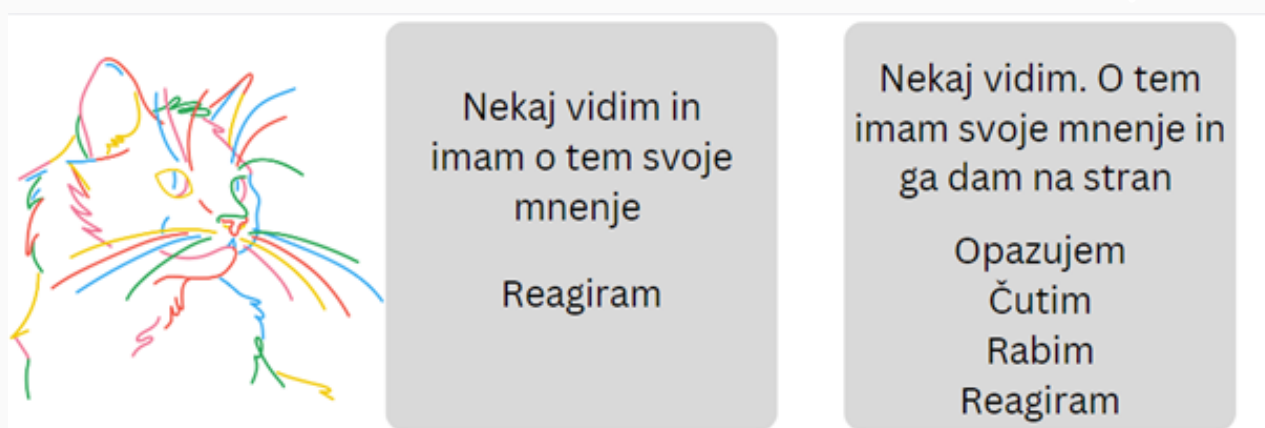 Nekaj vidim in
imam o tem svoje
mnenje
Reagiram
Nekaj vidim. O tem
imam svoje mnenje in
ga dam na stran
Opazujem
Čutim
Rabim
Reagiram